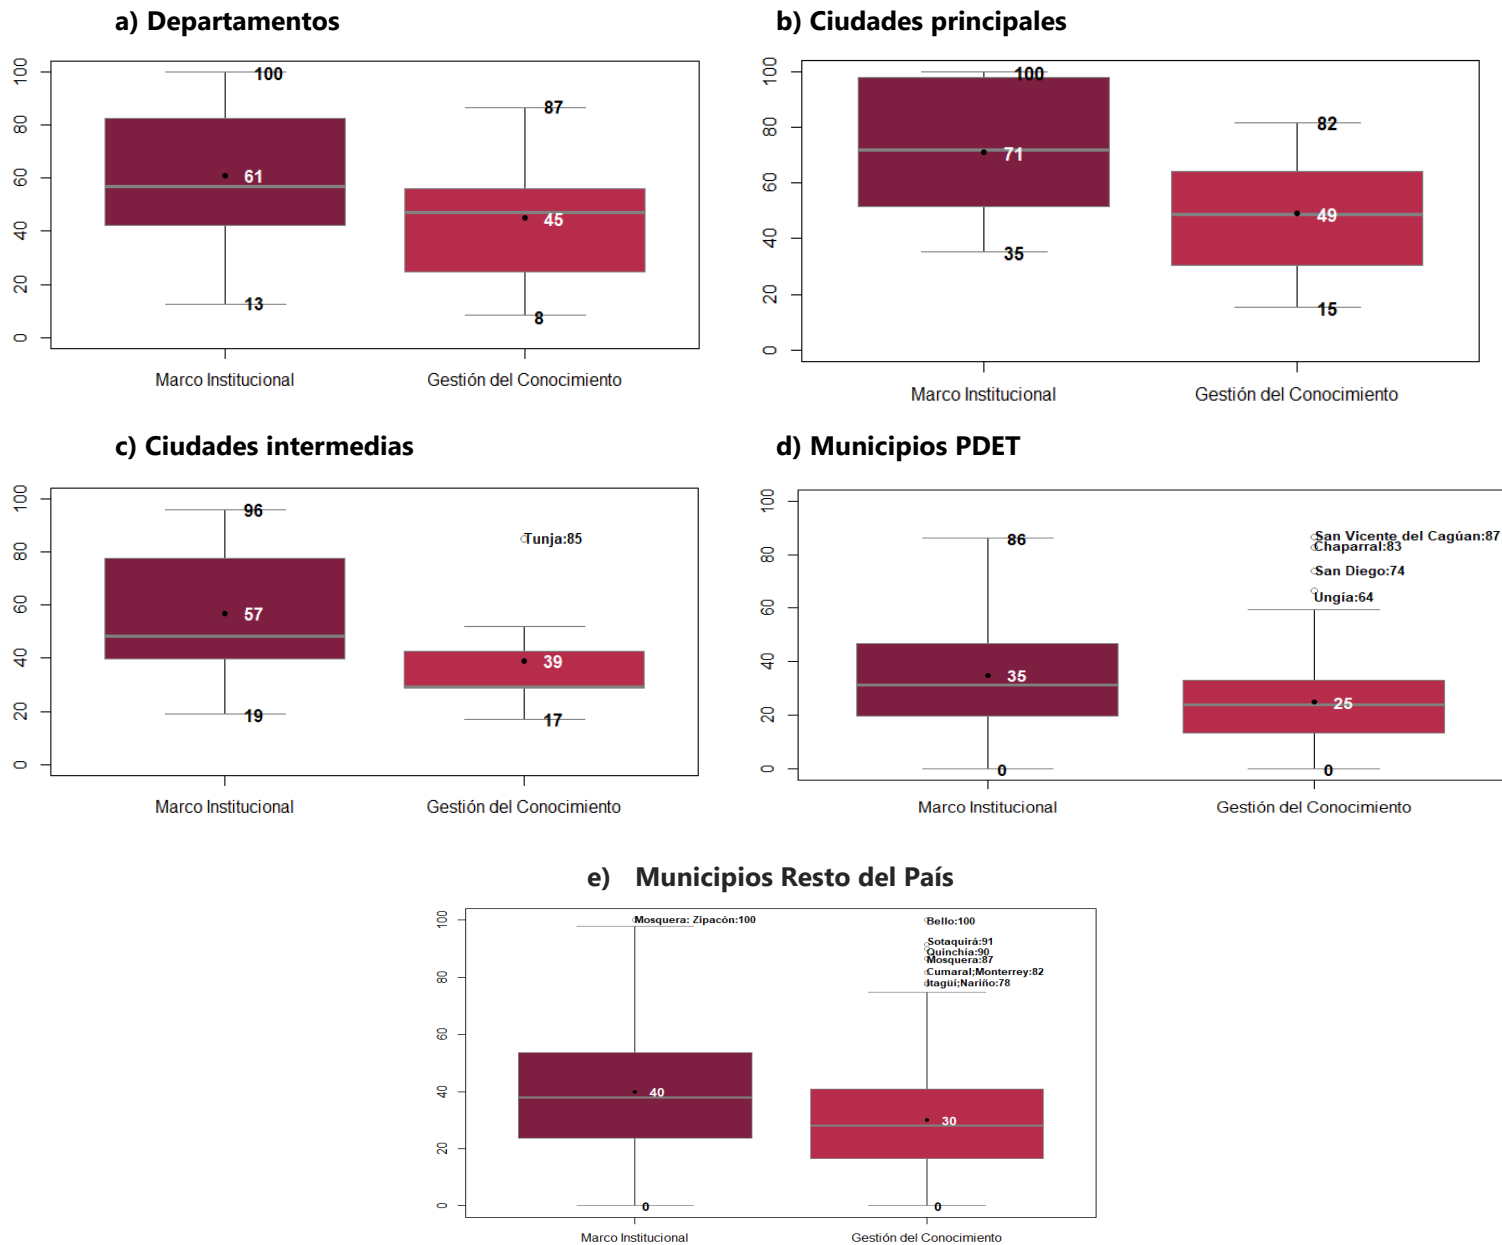 a) Departamentos
100
80
60
40
20
0
100
61
13
87
45
8
Marco Institucional
Gestión del Conocimiento
b) Ciudades principales
100
80
60
40
20
0
100
71
35
82
49
15
Marco Institucional
Gestión del Conocimiento
c) Ciudades intermedias
100
80
60
40
20
0
96
57
19
Tunja:85
39
17
Marco Institucional
Gestión del Conocimiento
d) Municipios PDET
100
80
60
40
20
0
86
35
0
San Vicente del Cagúan:87
Chaparral:83
San Diego:74
Ungía:64
25
0
Marco Institucional
Gestión del Conocimiento
e) Municipios Resto del País
100
80
60
40
20
0
Mosquera: Zipacón:100
40
0
Bello:100
Sotaquirá:91
Quinchía:90
Mosquera:87
Cumaral;Monterrey:82
Itagüí;Nariño:78
30
0
Marco Institucional
Gestión del Conocimiento